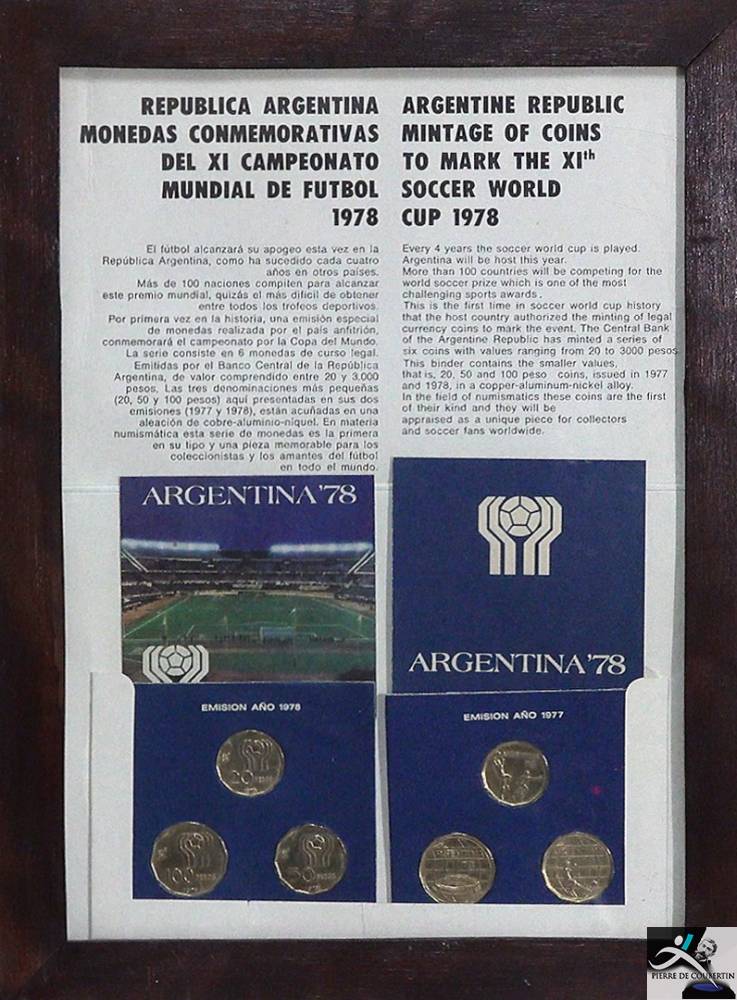 REPUBLICA ARGENTINA
MONEDAS CONMEMORATIVAS
DEL XI CAMPEONATO
MUNDIAL DE FUTBOL
1978
El fútbol alcanzará su apogeo esta vez en la
República Argentina, como ha sucedido cada cuatro
años en otros países.
Más de 100 naciones compiten para alcanzar
este premio mundial, quizás el más difícil de obtener
entre todos los trofeos deportivos.
Por primera vez en la historia, una emisión especial
de monedas realizada por el país anfitrión,
conmemorará el campeonato por la Copa del Mundo.
La serie consiste en 6 monedas de curso legal.
Emitidas por el Banco Central de la República
Argentina, de valor comprendido entre 20 y 3.000
pesos. Las tres denominaciones más pequeñas
(20, 50 y 100 pesos) aquí presentadas en sus dos
emisiones (1977 y 1978), están acuñadas en una
aleación de cobre-aluminio-níquel. En materia
numismática esta serie de monedas es la primera
en su tipo y una pieza memorable para los
coleccionistas y los amantes del fútbol
en todo el mundo.
ARGENTINE REPUBLIC
MINTAGE OF COINS
TO MARK THE XIth
SOCCER WORLD
CUP 1978
Every 4 years the soccer world cup is played.
Argentina will be host this year.
More than 100 countries will be competing for the
world soccer prize which is one of the most
challenging sports awards.
This is the first time in soccer world cup history
that the host country authorized the minting of legal
currency coins to mark the event. The Central Bank
of the Argentine Republic has minted a series of
six coins with values ranging from 20 to 3000 pesos
This binder contains the smaller values,
that is, 20, 50 and 100 peso coins, issued in 1977
and 1978, in a copper-aluminum-nickel alloy.
In the field of numismatics these coins are the first
of their kind and they will be
appraised as a unique piece for collectors
and soccer fans worldwide.
ARGENTINA'78
ARGENTINA'78
EMISION AÑO 1978
20 PESOS
1978
100 PESOS
1978
50 PESOS
1978
EMISION AÑO 1977
PIERRE DE COUBERTIN